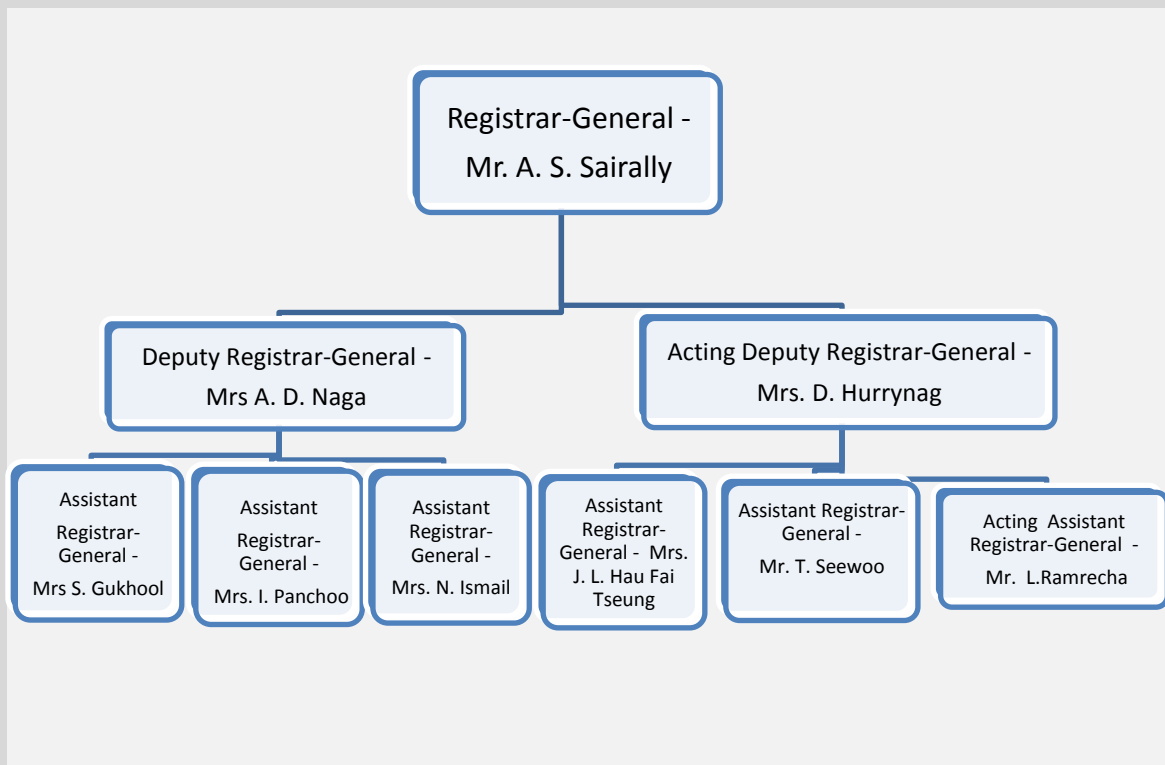 Registrar-General -
Mr. A. S. Sairally
Deputy Registrar-General -
Mrs A. D. Naga
Acting Deputy Registrar-General -
Mrs. D. Hurrynag
Assistant
Registrar-
General -
Mrs S. Gukhool
Assistant
Registrar-
General -
Mrs. I. Panchoo
Assistant
Registrar-
General -
Mrs. N. Ismail
Assistant
Registrar-
General - Mrs.
J. L. Hau Fai
Tseung
Assistant Registrar-
General -
Mr. T. Seewoo
Acting Assistant
Registrar-General -
Mr. L.Ramrecha